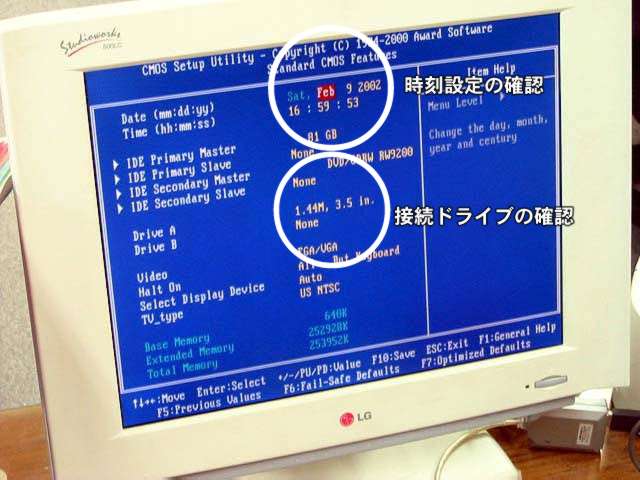 Studioworks
CMOS Setup Utility - Copyright (C) 1984-2000 Award Software
Standard CMOS Features
Date (mm:dd:yy) Sat, Feb 9 2002
Time (hh:mm:ss) 16 : 59 : 53
時刻設定の確認
Item Help
Menu Level
Change the day, month,
year and century
IDE Primary Master 81 GB
IDE Primary Slave None
IDE Secondary Master DVD/CDRW RW9200
IDE Secondary Slave None
Drive A 1.44M, 3.5 in.
Drive B None
接続ドライブの確認
Video EGA/VGA
Halt On All, But Keyboard
Select Display Device Auto
TV_type US NTSC
Base Memory 640K
Extended Memory 252928K
Total Memory 253952K
↑↓→←:Move Enter:Select +/-/PU/PD:Value F10:Save ESC:Exit F1:General Help
F5:Previous Values F6:Fail-Safe Defaults F7:Optimized Defaults
LG